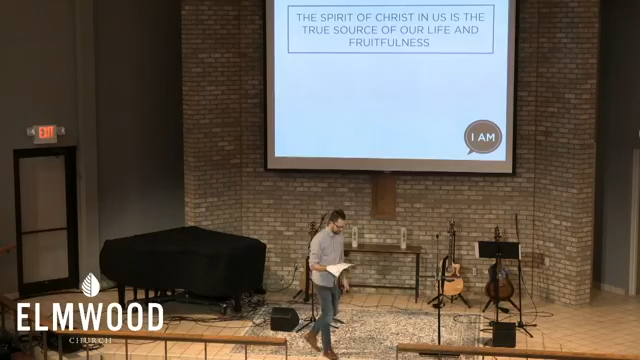 THE SPIRIT OF CHRIST IN US IS THE
TRUE SOURCE OF OUR LIFE AND
FRUITFULNESS
I AM
EXIT
ELMWOOD
CHURCH